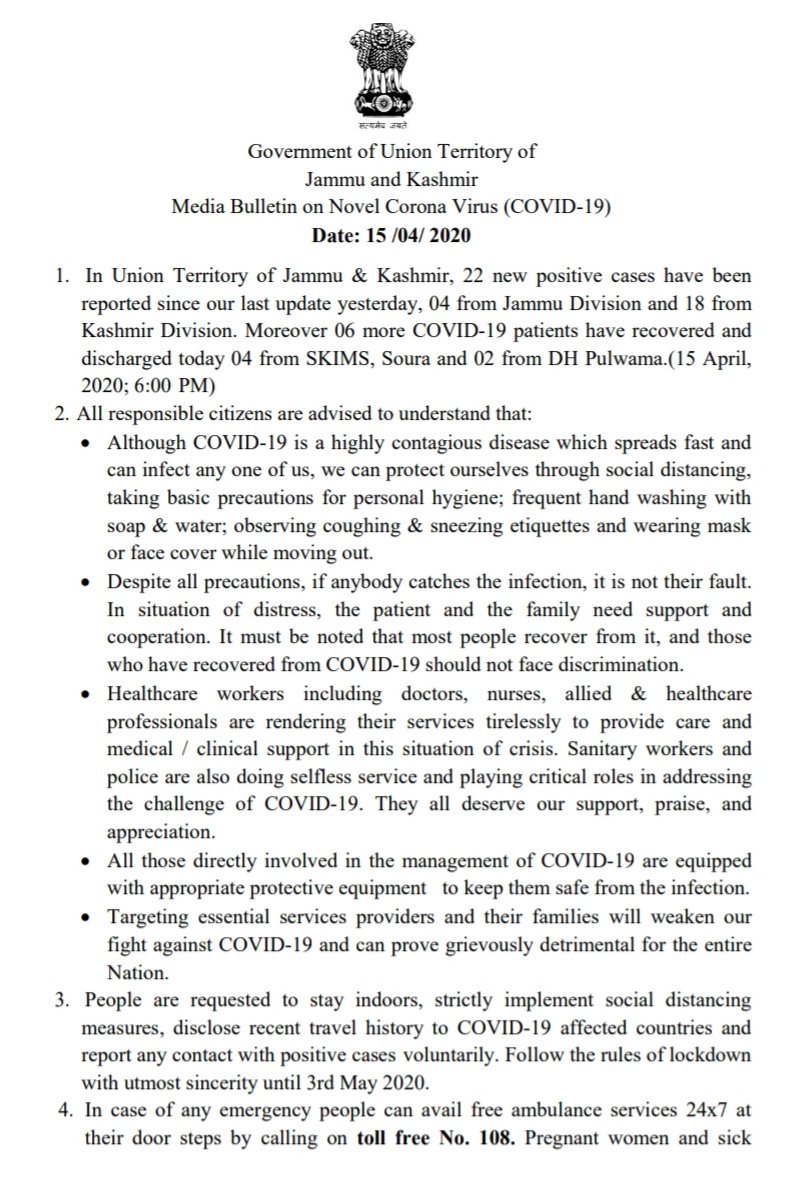 सत्यमेव जयते
Government of Union Territory of
Jammu and Kashmir
Media Bulletin on Novel Corona Virus (COVID-19)
Date: 15 /04/ 2020
1. In Union Territory of Jammu & Kashmir, 22 new positive cases have been
reported since our last update yesterday, 04 from Jammu Division and 18 from
Kashmir Division. Moreover 06 more COVID-19 patients have recovered and
discharged today 04 from SKIMS, Soura and 02 from DH Pulwama.(15 April,
2020; 6:00 PM)
2. All responsible citizens are advised to understand that:
• Although COVID-19 is a highly contagious disease which spreads fast and
can infect any one of us, we can protect ourselves through social distancing,
taking basic precautions for personal hygiene; frequent hand washing with
soap & water; observing coughing & sneezing etiquettes and wearing mask
or face cover while moving out.
• Despite all precautions, if anybody catches the infection, it is not their fault.
In situation of distress, the patient and the family need support and
cooperation. It must be noted that most people recover from it, and those
who have recovered from COVID-19 should not face discrimination.
• Healthcare workers including doctors, nurses, allied & healthcare
professionals are rendering their services tirelessly to provide care and
medical / clinical support in this situation of crisis. Sanitary workers and
police are also doing selfless service and playing critical roles in addressing
the challenge of COVID-19. They all deserve our support, praise, and
appreciation.
• All those directly involved in the management of COVID-19 are equipped
with appropriate protective equipment to keep them safe from the infection.
• Targeting essential services providers and their families will weaken our
fight against COVID-19 and can prove grievously detrimental for the entire
Nation.
3. People are requested to stay indoors, strictly implement social distancing
measures, disclose recent travel history to COVID-19 affected countries and
report any contact with positive cases voluntarily. Follow the rules of lockdown
with utmost sincerity until 3rd May 2020.
4. In case of any emergency people can avail free ambulance services 24x7 at
their door steps by calling on toll free No. 108. Pregnant women and sick